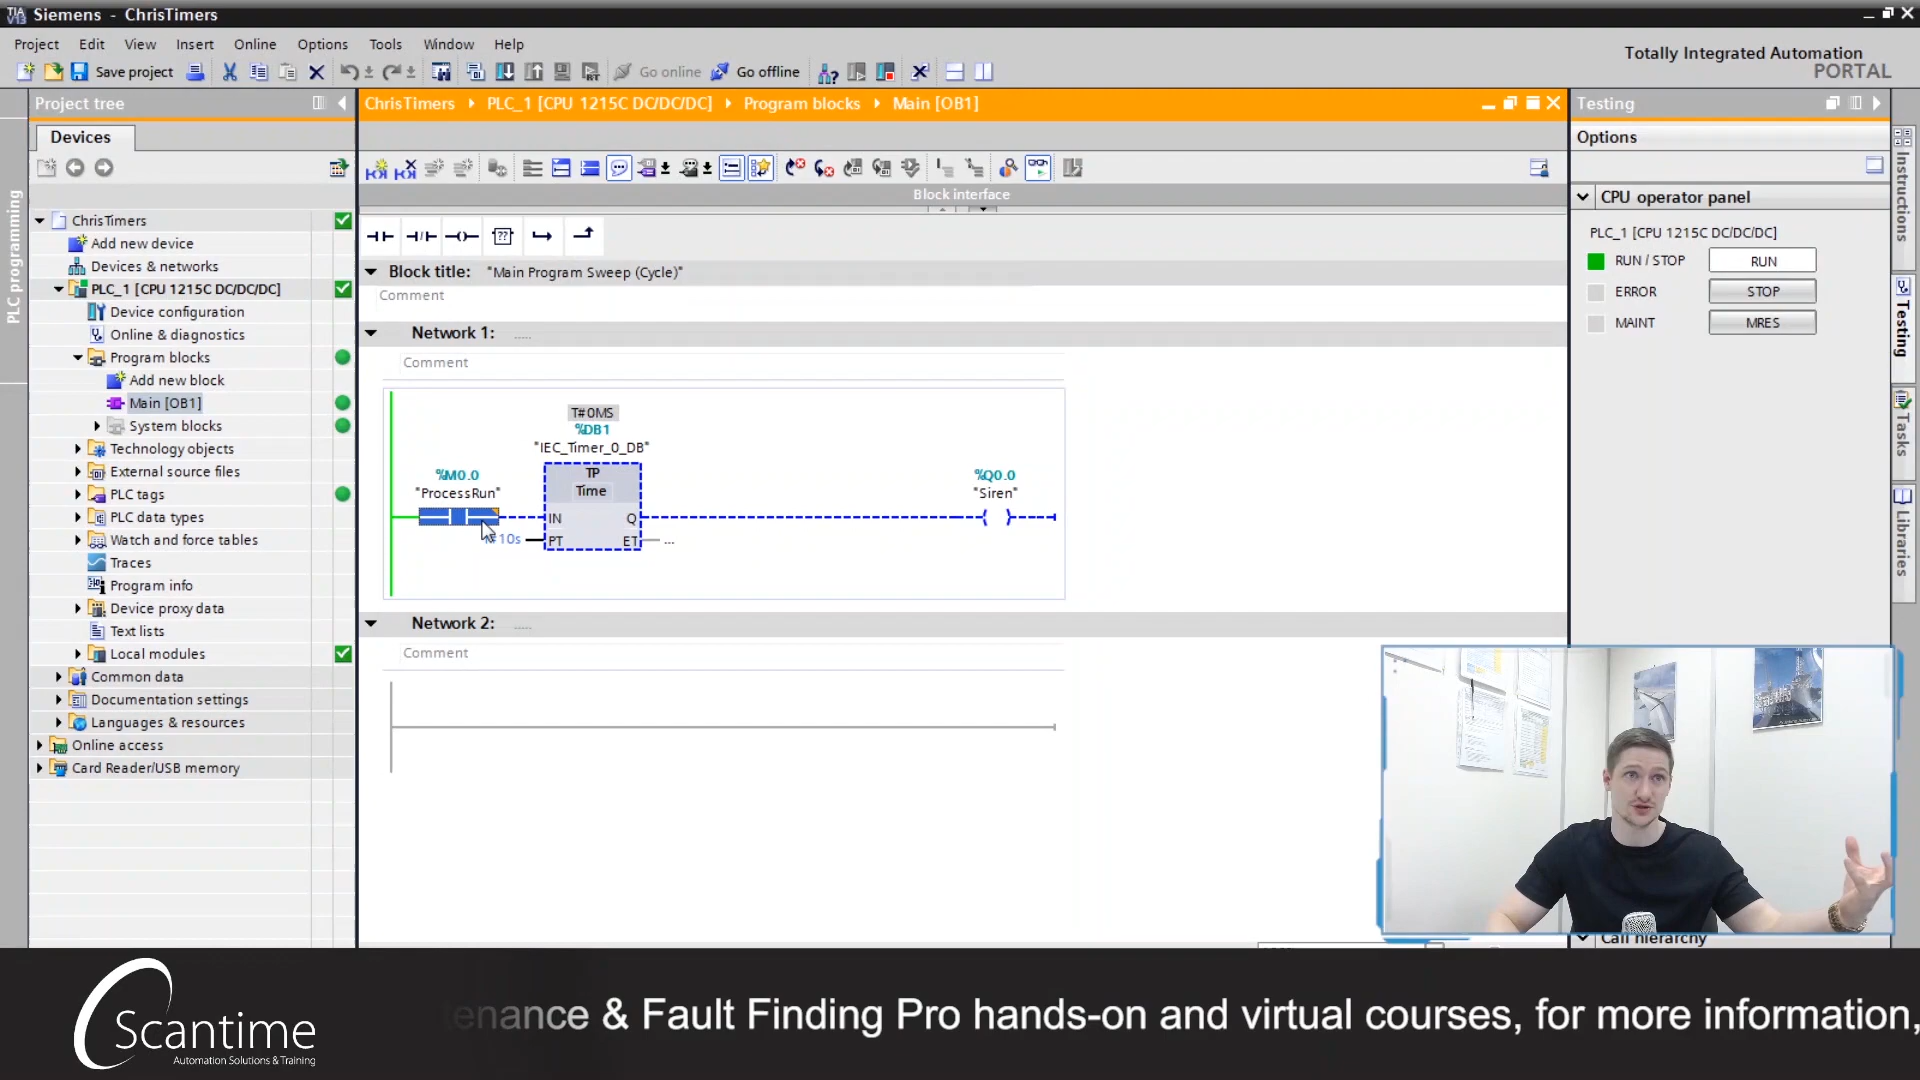 Siemens - ChrisTimers
Project Edit View Insert Online Options Tools Window Help
Totally Integrated Automation
PORTAL
Save project
Go online
Go offline
Project tree
ChrisTimers
PLC_1 [CPU 1215C DC/DC/DC]
Program blocks
Main [OB1]
Testing
Devices
Options
PLC programming
Block interface
CPU operator panel
PLC_1 [CPU 1215C DC/DC/DC]
RUN / STOP
RUN
ERROR
STOP
MAINT
MRES
Instructions
Testing
Tasks
Libraries
ChrisTimers
Add new device
Devices & networks
PLC_1 [CPU 1215C DC/DC/DC]
Device configuration
Online & diagnostics
Program blocks
Add new block
Main [OB1]
System blocks
Technology objects
External source files
PLC tags
PLC data types
Watch and force tables
Traces
Program info
Device proxy data
Text lists
Local modules
Common data
Documentation settings
Languages & resources
Online access
Card Reader/USB memory
Block title: "Main Program Sweep (Cycle)"
Comment
Network 1: .....
Comment
T#0MS
%DB1
"IEC_Timer_0_DB"
TP
Time
%M0.0
"ProcessRun"
IN
Q
10s
PT
ET
...
%Q0.0
"Siren"
Network 2: .....
Comment
Call hierarchy
Scantime
Automation Solutions & Training
tenance & Fault Finding Pro hands-on and virtual courses, for more information,